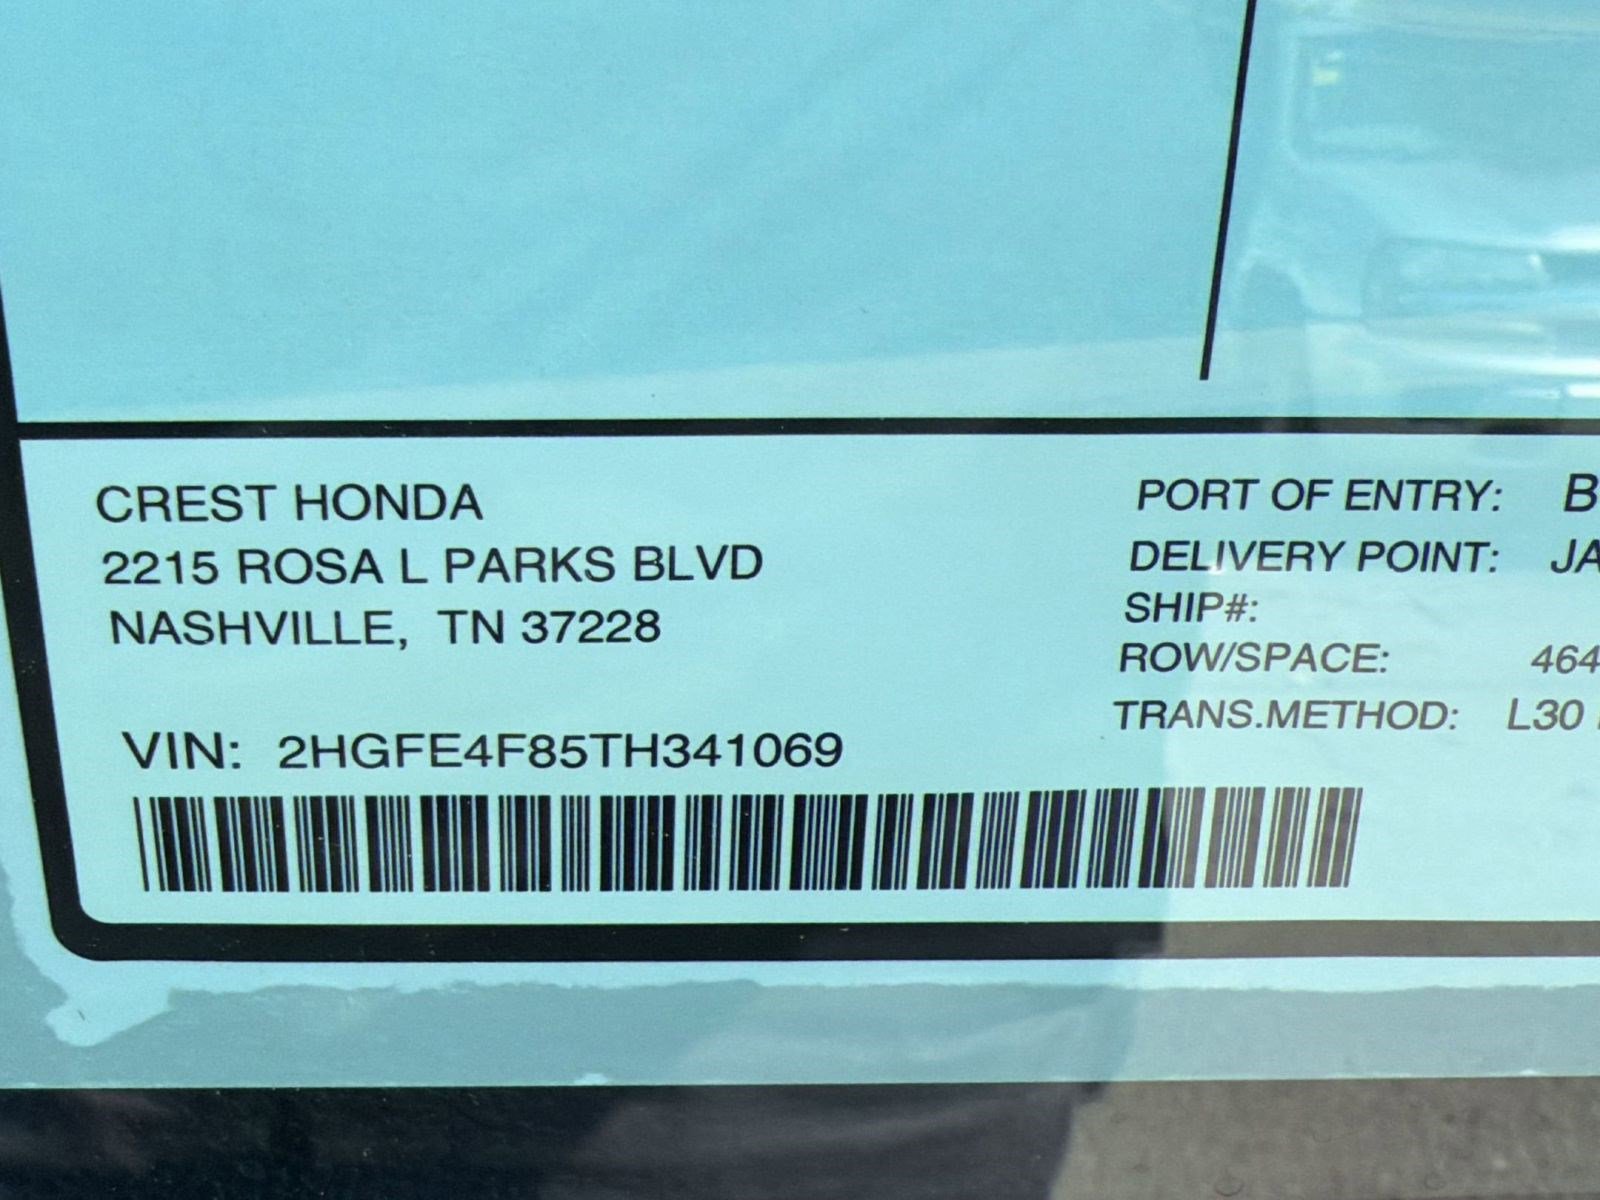 CREST HONDA
2215 ROSA L PARKS BLVD
NASHVILLE, TN 37228
VIN: 2HGFE4F85TH341069
PORT OF ENTRY:
DELIVERY POINT:
SHIP#:
ROW/SPACE: 464
TRANS.METHOD: L30